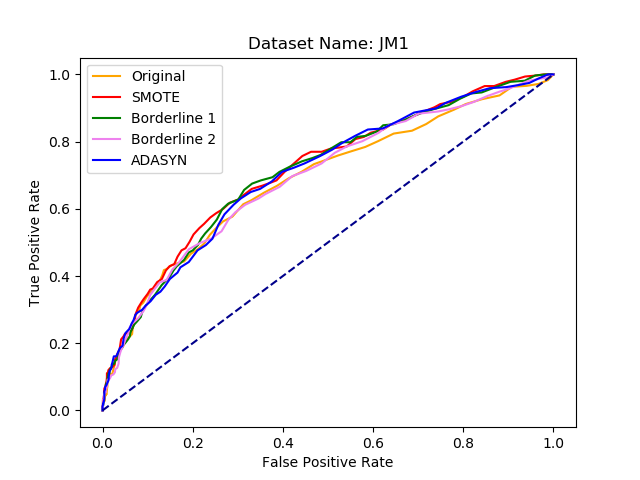 Dataset Name: JM1
Original
SMOTE
Borderline 1
Borderline 2
ADASYN
1.0
0.8
0.6
0.4
0.2
0.0
True Positive Rate
0.0 0.2 0.4 0.6 0.8 1.0
False Positive Rate